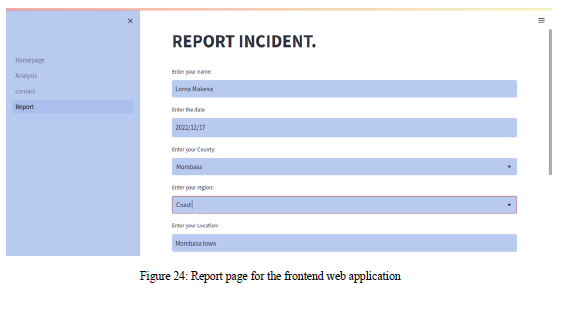 Homepage
Analysis
contact
Report
REPORT INCIDENT.
Enter your name:
Lorna Makena
Enter the date
2022/12/17
Enter your County:
Mombasa
Enter your region:
Coast
Enter your Location:
Mombasa town
Figure 24: Report page for the frontend web application